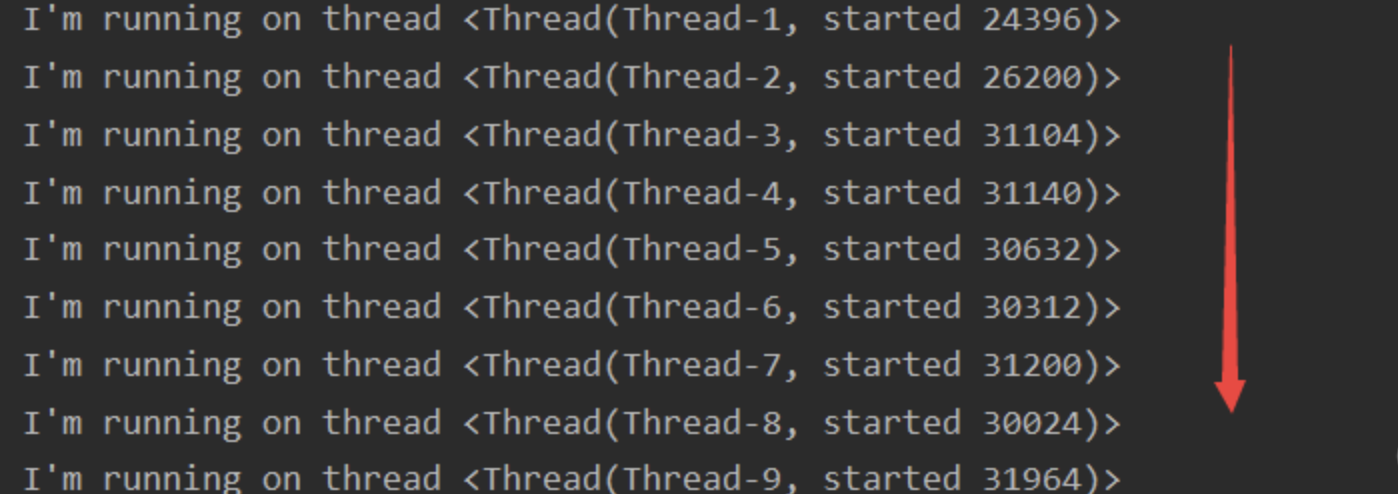 I'm running on thread <Thread(Thread-1, started 24396)>
I'm running on thread <Thread(Thread-2, started 26200)>
I'm running on thread <Thread(Thread-3, started 31104)>
I'm running on thread <Thread(Thread-4, started 31140)>
I'm running on thread <Thread(Thread-5, started 30632)>
I'm running on thread <Thread(Thread-6, started 30312)>
I'm running on thread <Thread(Thread-7, started 31200)>
I'm running on thread <Thread(Thread-8, started 30024)>
I'm running on thread <Thread(Thread-9, started 31964)>